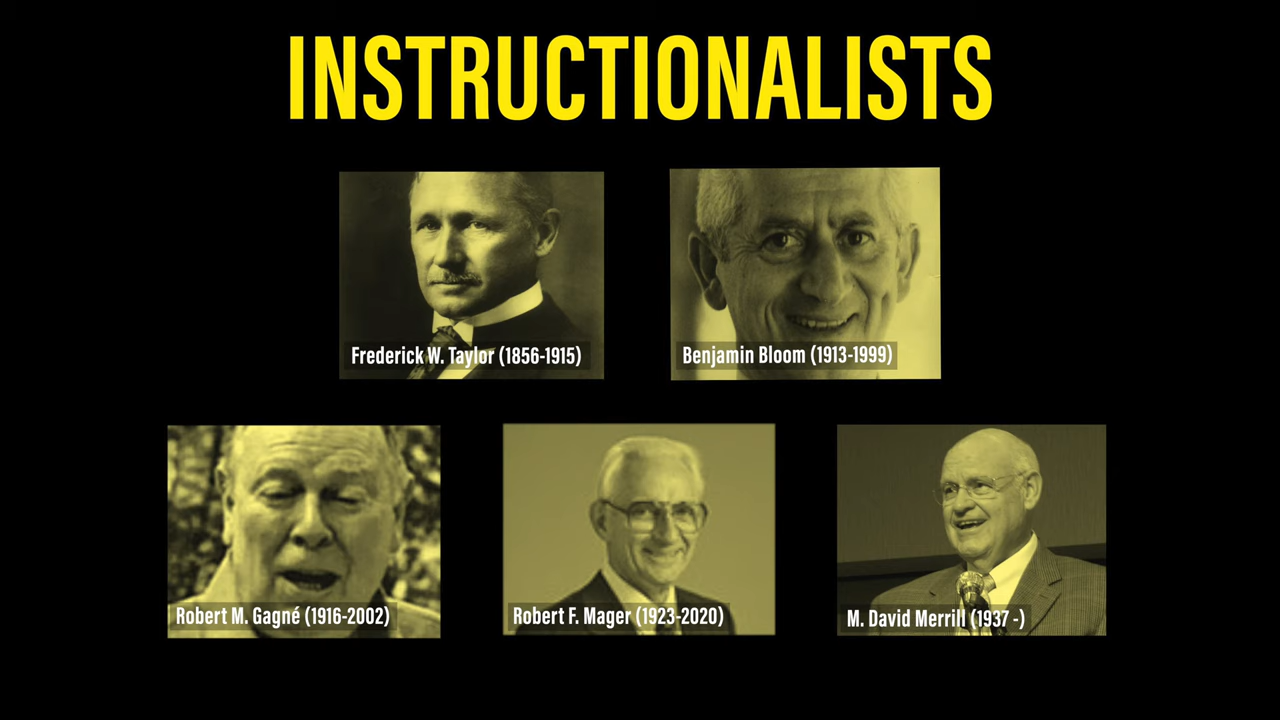 INSTRUCTIONALISTS
Frederick W. Taylor (1856-1915)
Benjamin Bloom (1913-1999)
Robert M. Gagné (1916-2002)
Robert F. Mager (1923-2020)
M. David Merrill (1937 -)